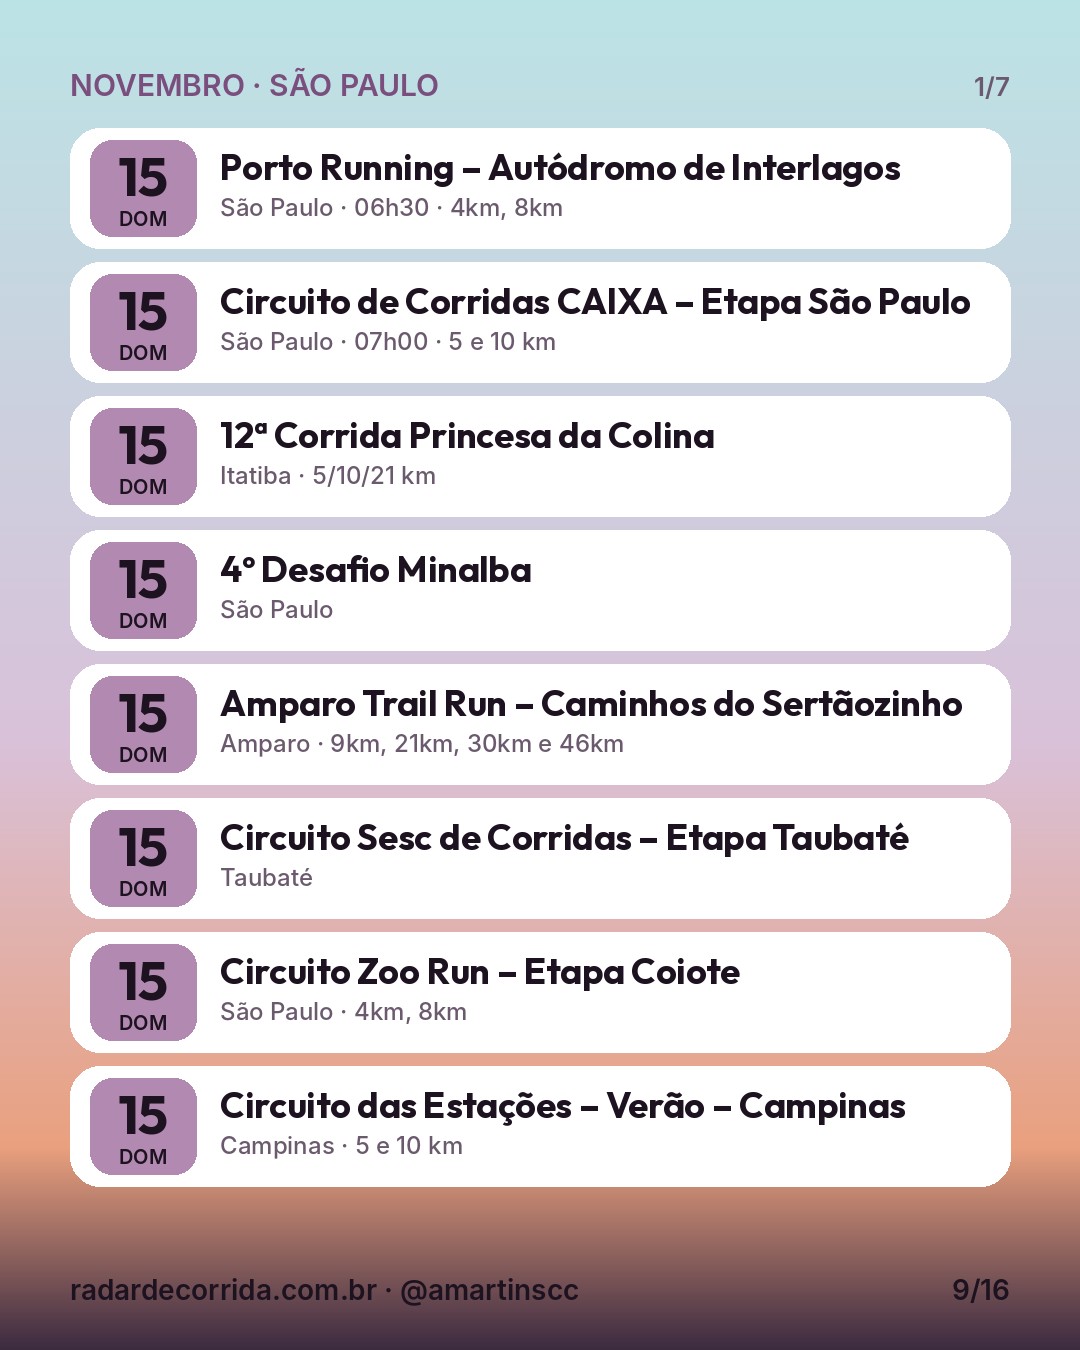 NOVEMBRO · SÃO PAULO
1/7
15
DOM
Porto Running – Autódromo de Interlagos
São Paulo · 06h30 · 4km, 8km
15
DOM
Circuito de Corridas CAIXA – Etapa São Paulo
São Paulo · 07h00 · 5 e 10 km
15
DOM
12ª Corrida Princesa da Colina
Itatiba · 5/10/21 km
15
DOM
4º Desafio Minalba
São Paulo
15
DOM
Amparo Trail Run – Caminhos do Sertãozinho
Amparo · 9km, 21km, 30km e 46km
15
DOM
Circuito Sesc de Corridas – Etapa Taubaté
Taubaté
15
DOM
Circuito Zoo Run – Etapa Coiote
São Paulo · 4km, 8km
15
DOM
Circuito das Estações – Verão – Campinas
Campinas · 5 e 10 km
radardecorrida.com.br · @amartinscc
9/16